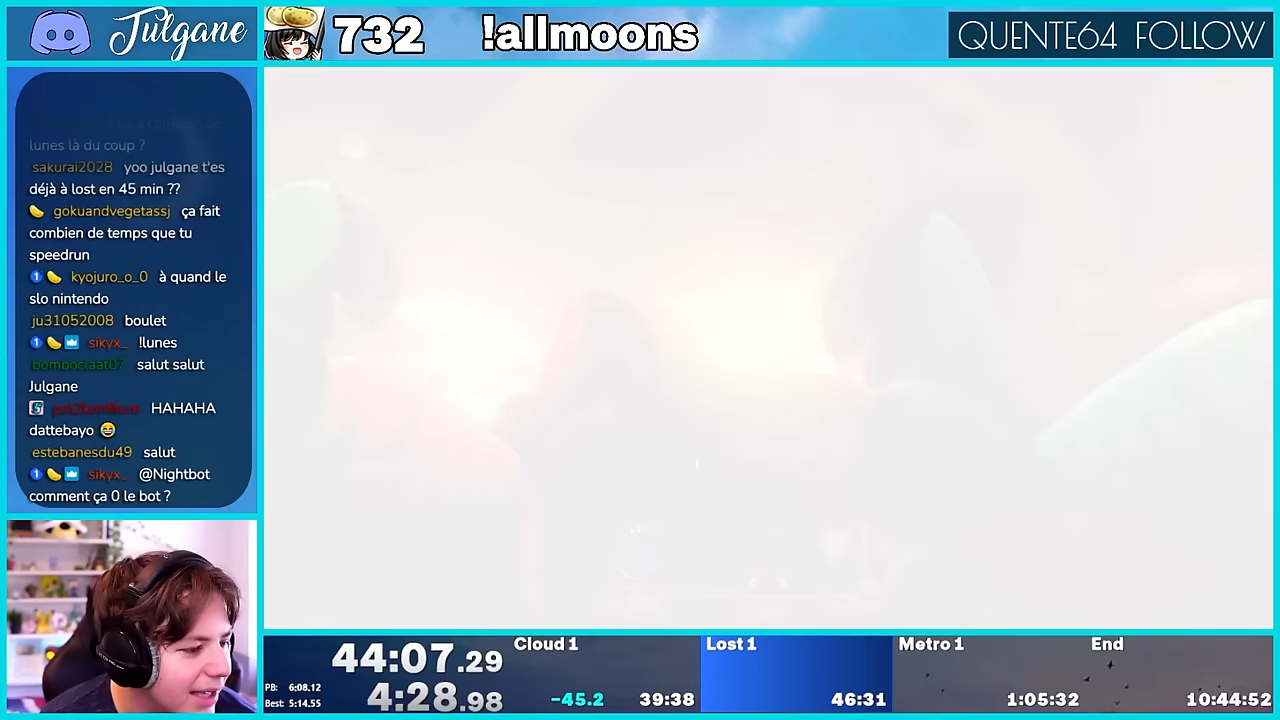 Julgane
732 !allmoons
QUENTE64 FOLLOW
lunes là du coup ?
sakurai2028 yoo julgane t'es
déjà à lost en 45 min ??
gokuandvegetassj ça fait
combien de temps que tu
speedrun
kyojuro_o_0 à quand le
slo nintendo
ju31052008 boulet
sikyx_ !lunes
bomboclaat07 salut salut
Julgane
HAHAHA
dattebayo 😄
estebanesdu49 salut
sikyx_ @Nightbot
comment ça 0 le bot ?
44:07.29
PB: 6:08.12
Best: 5:14.55
4:28.98
Cloud 1
-45.2 39:38
Lost 1
46:31
Metro 1
1:05:32
End
10:44:52